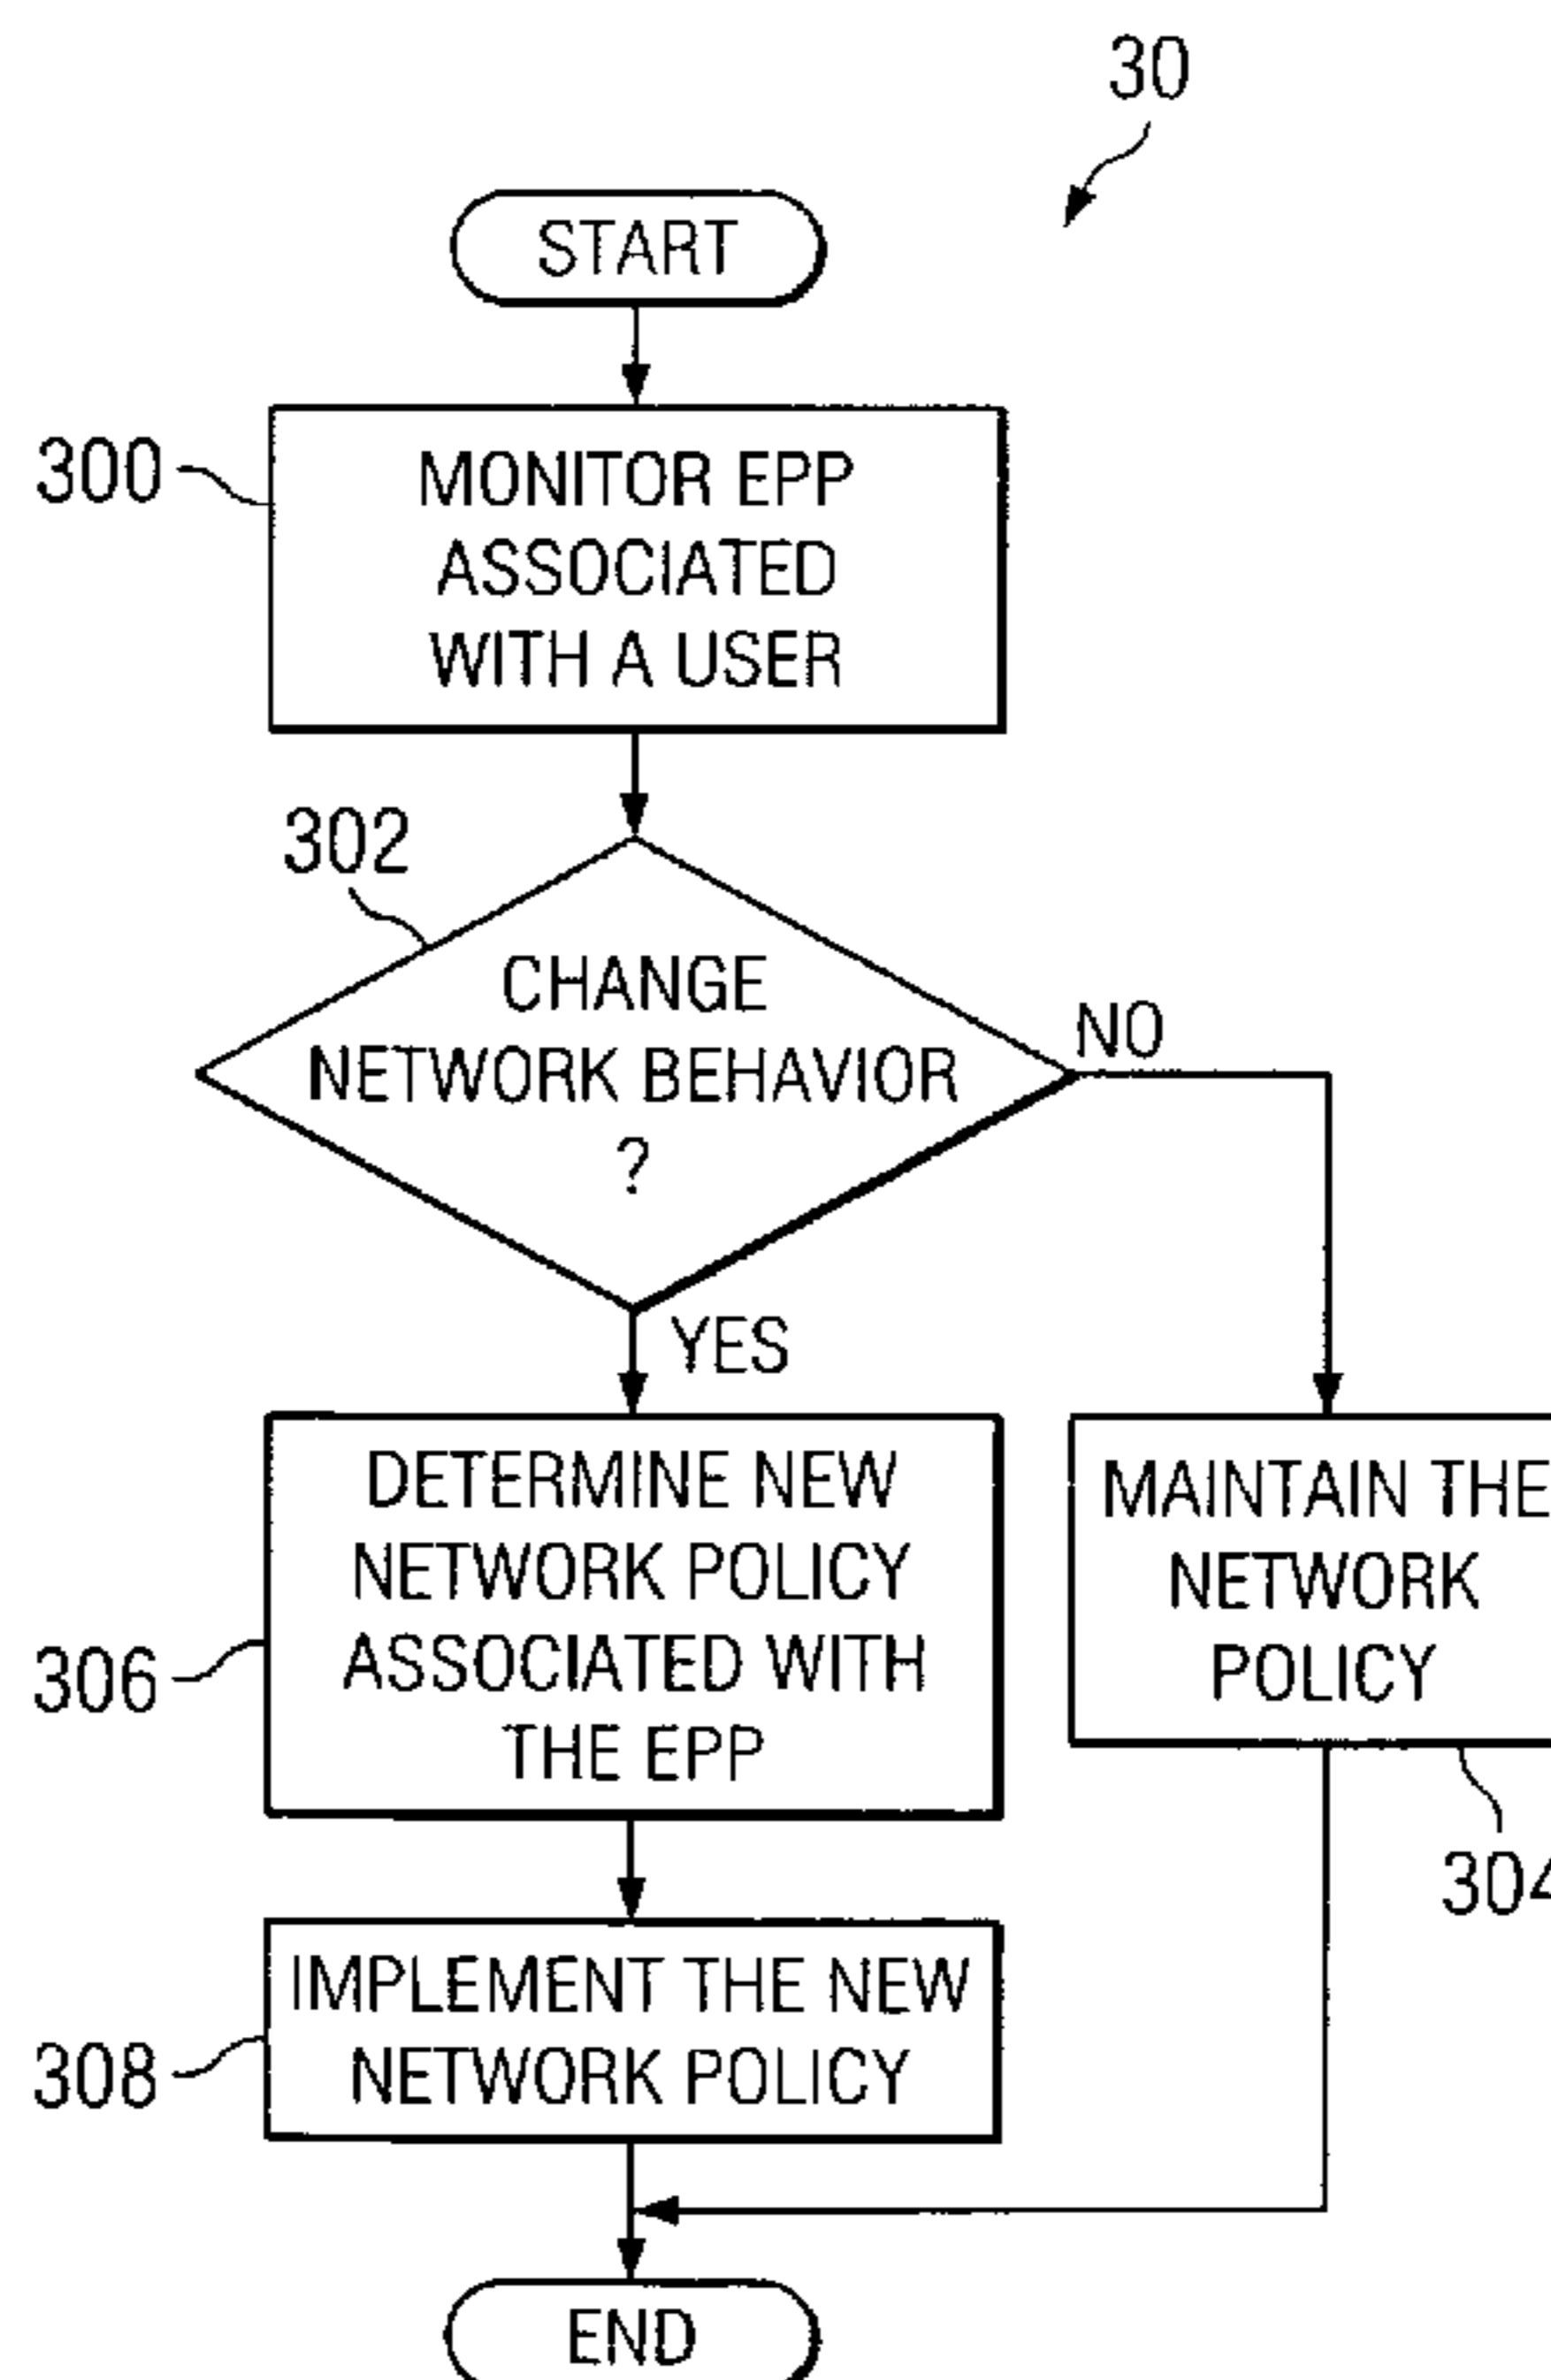 30
START
300
MONITOR EPP
ASSOCIATED
WITH A USER
302
CHANGE
NETWORK BEHAVIOR
?
NO
YES
DETERMINE NEW
NETWORK POLICY
ASSOCIATED WITH
THE EPP
306
MAINTAIN THE
NETWORK
POLICY
304
IMPLEMENT THE NEW
NETWORK POLICY
308
END